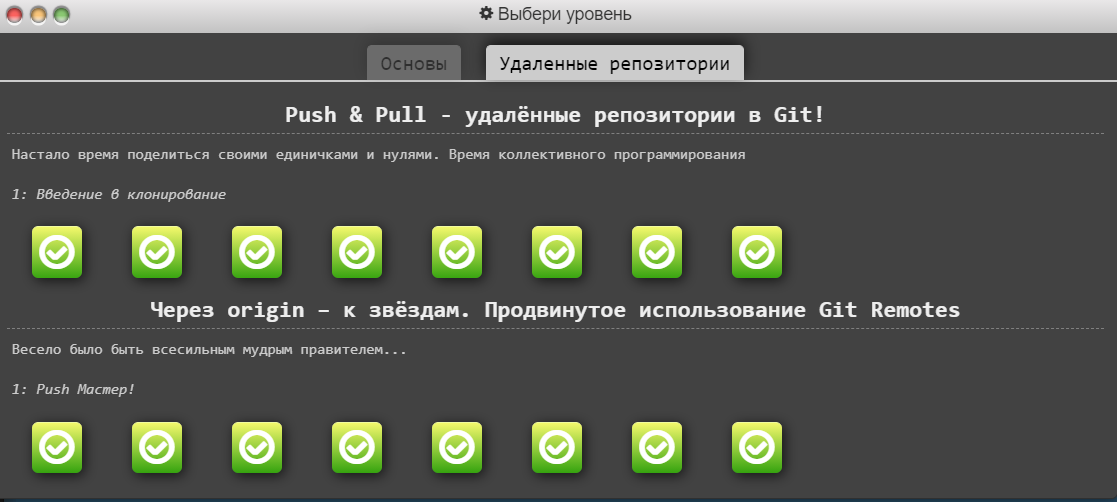 Выбери уровень
Основы
Удаленные репозитории
Push & Pull - удалённые репозитории в Git!
Настало время поделиться своими единичками и нулями. Время коллективного программирования
1: Введение в клонирование
Через origin – к звёздам. Продвинутое использование Git Remotes
Весело было быть всесильным мудрым правителем...
1: Push Мастер!